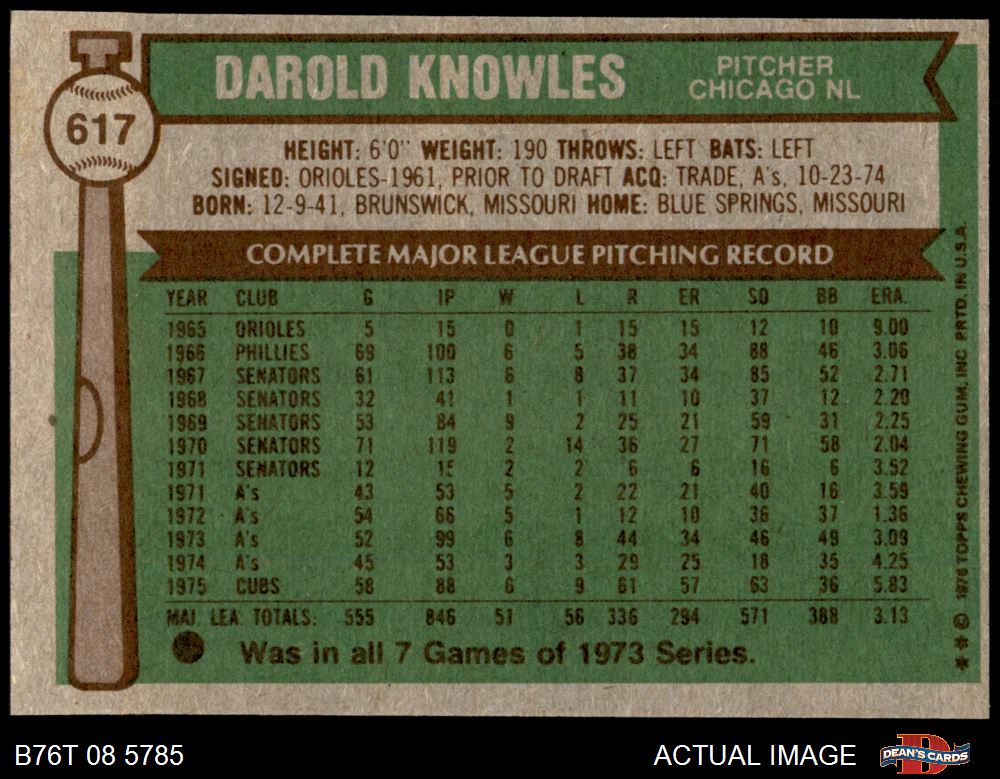 DAROLD KNOWLES
PITCHER
CHICAGO NL
617
HEIGHT: 6'0" WEIGHT: 190 THROWS: LEFT BATS: LEFT
SIGNED: ORIOLES-1961, PRIOR TO DRAFT ACQ: TRADE, A's, 10-23-74
BORN: 12-9-41, BRUNSWICK, MISSOURI HOME: BLUE SPRINGS, MISSOURI
COMPLETE MAJOR LEAGUE PITCHING RECORD
YEAR CLUB G IP W L R ER SO BB ERA.
1965 ORIOLES 5 15 0 1 15 15 12 10 9.00
1966 PHILLIES 69 100 6 5 38 34 88 46 3.06
1967 SENATORS 61 113 6 8 37 34 85 52 2.71
1968 SENATORS 32 41 1 1 11 10 37 12 2.20
1969 SENATORS 53 84 9 2 25 21 59 31 2.25
1970 SENATORS 71 119 2 14 36 27 71 58 2.04
1971 SENATORS 12 15 2 2 6 6 16 6 3.52
1971 A's 43 53 5 2 22 21 40 16 3.59
1972 A's 54 66 5 1 12 10 36 37 1.36
1973 A's 52 99 6 8 44 34 46 49 3.09
1974 A's 45 53 3 3 29 25 18 35 4.25
1975 CUBS 58 88 6 9 61 57 63 36 5.83
MAJ. LEA. TOTALS: 555 846 51 56 336 294 571 388 3.13
Was in all 7 Games of 1973 Series.
** © 1976 TOPPS CHEWING GUM, INC. PRTD. IN U.S.A.
B76T 08 5785
ACTUAL IMAGE
DEAN'S CARDS